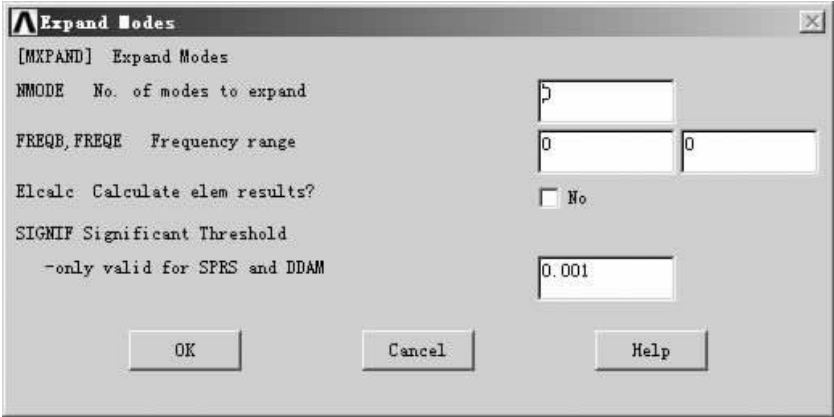 Expand Modes
[MXPAND] Expand Modes
NMODE No. of modes to expand
FREQB,FREQE Frequency range 0 0
Elcalc Calculate elem results? No
SIGNIF Significant Threshold
-only valid for SPRS and DDAM 0.001
OK Cancel Help